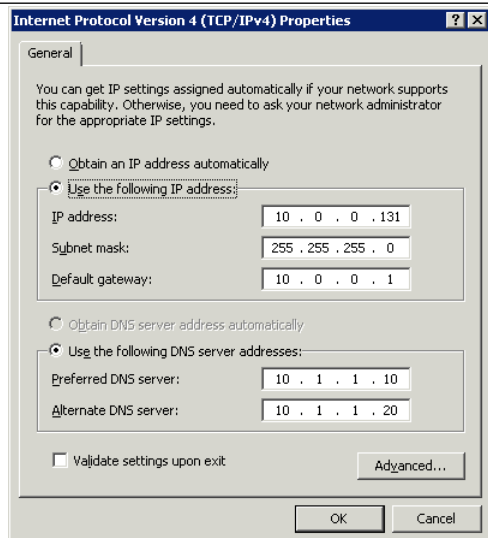 Internet Protocol Version 4 (TCP/IPv4) Properties
General
You can get IP settings assigned automatically if your network supports
this capability. Otherwise, you need to ask your network administrator
for the appropriate IP settings.
Obtain an IP address automatically
Use the following IP address:
IP address: 10 . 0 . 0 .131
Subnet mask: 255 .255 .255 . 0
Default gateway: 10 . 0 . 0 . 1
Obtain DNS server address automatically
Use the following DNS server addresses:
Preferred DNS server: 10 . 1 . 1 . 10
Alternate DNS server: 10 . 1 . 1 . 20
Validate settings upon exit
Advanced...
OK Cancel